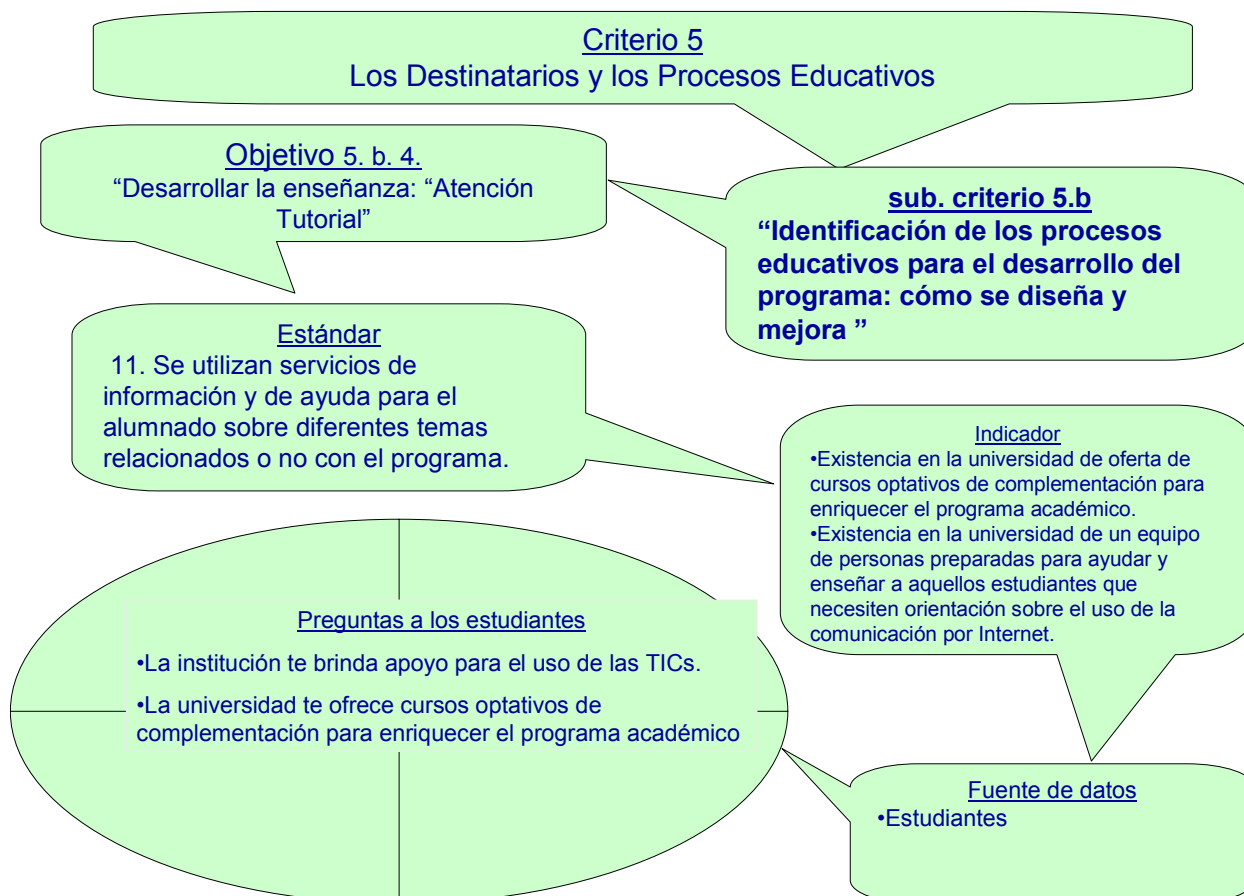 Criterio 5
Los Destinatarios y los Procesos Educativos
Objetivo 5. b. 4.
“Desarrollar la enseñanza: “Atención
Tutorial”
sub. criterio 5.b
“Identificación de los procesos
educativos para el desarrollo del
programa: cómo se diseña y
mejora ”
Estándar
11. Se utilizan servicios de
información y de ayuda para el
alumnado sobre diferentes temas
relacionados o no con el programa.
Indicador
•Existencia en la universidad de oferta de
cursos optativos de complementación para
enriquecer el programa académico.
•Existencia en la universidad de un equipo
de personas preparadas para ayudar y
enseñar a aquellos estudiantes que
necesiten orientación sobre el uso de la
comunicación por Internet.
Preguntas a los estudiantes
•La institución te brinda apoyo para el uso de las TICs.
•La universidad te ofrece cursos optativos de
complementación para enriquecer el programa académico
Fuente de datos
•Estudiantes